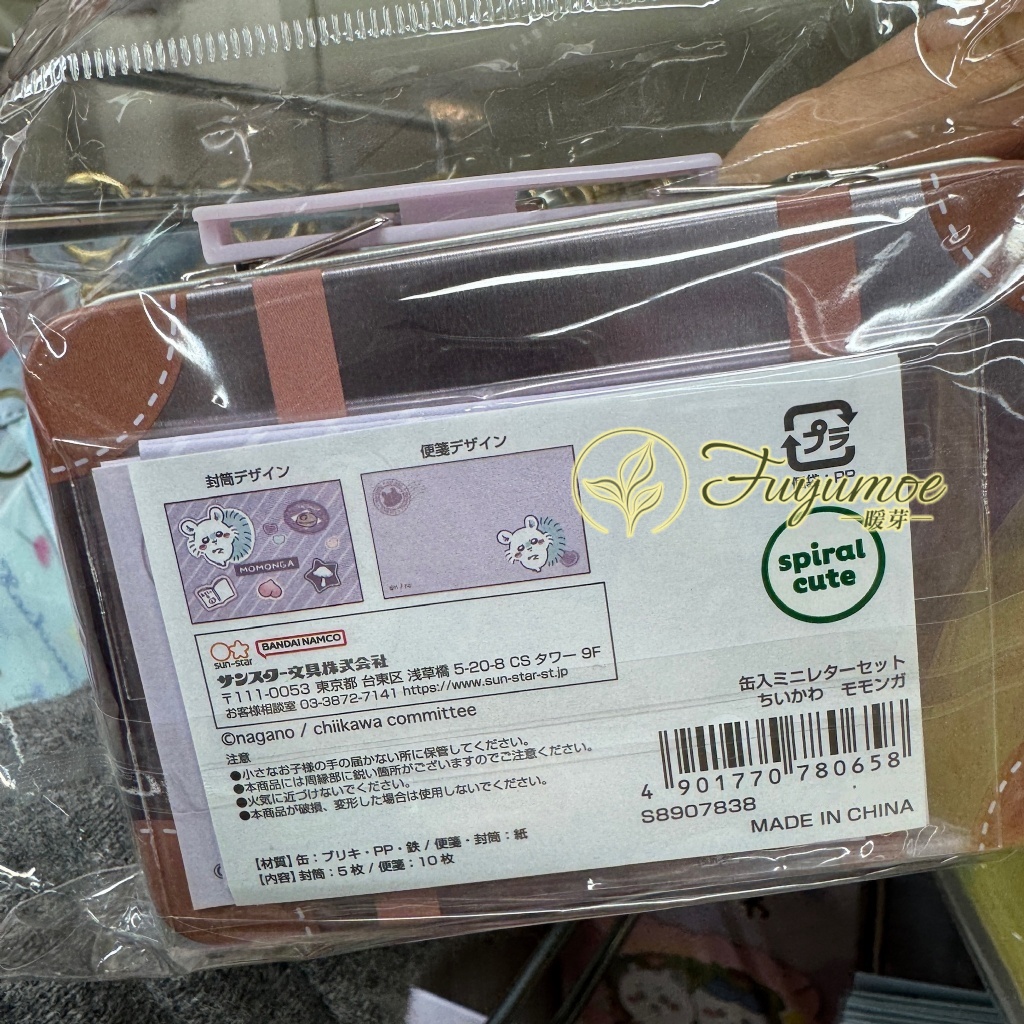 封筒デザイン
便箋デザイン
MOMONGA
プラ
Fuyumoe
暖芽
spiral
cute
sun-star
BANDAI NAMCO
サンスター文具株式会社
〒111-0053 東京都 台東区 浅草橋 5-20-8 CS タワー 9F
お客様相談室 03-3872-7141 https://www.sun-star-st.jp
©nagano / chiikawa committee
注意
●小さなお子様の手の届かない所に保管してください。
●本商品には周縁部に鋭い箇所がございますのでご注意ください。
●火気に近づけないでください。
●本商品が破損、変形した場合は使用しないでください。
【材質】缶：ブリキ・PP・鉄 / 便箋・封筒：紙
【内容】封筒：5枚 / 便箋：10枚
缶入ミニレターセット
ちいかわ モモンガ
4 901770 780658
S8907838
MADE IN CHINA